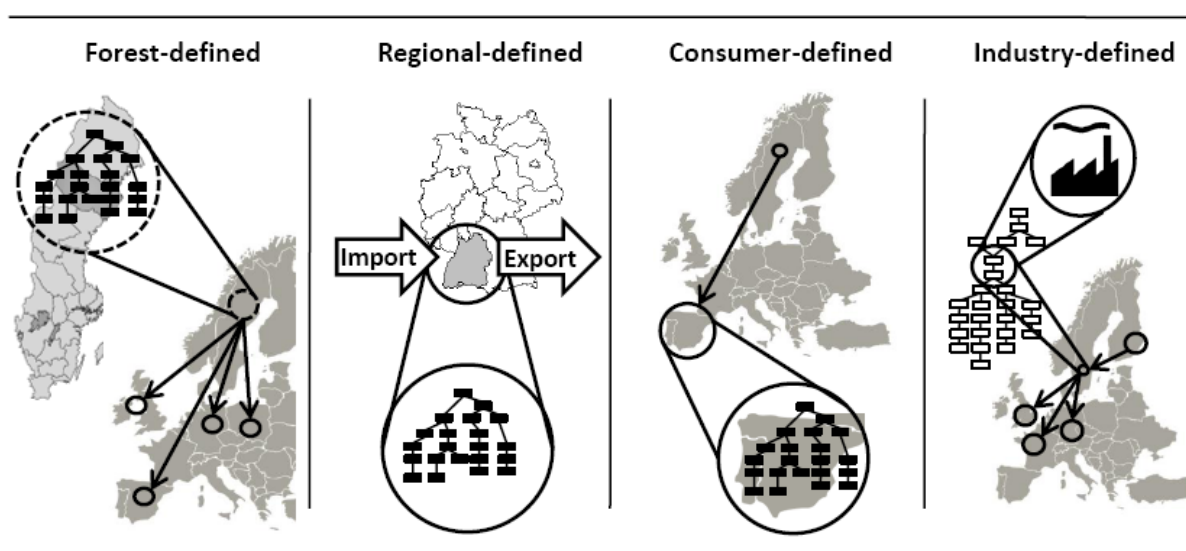 Forest-defined
Regional-defined
Consumer-defined
Industry-defined
Import
Export